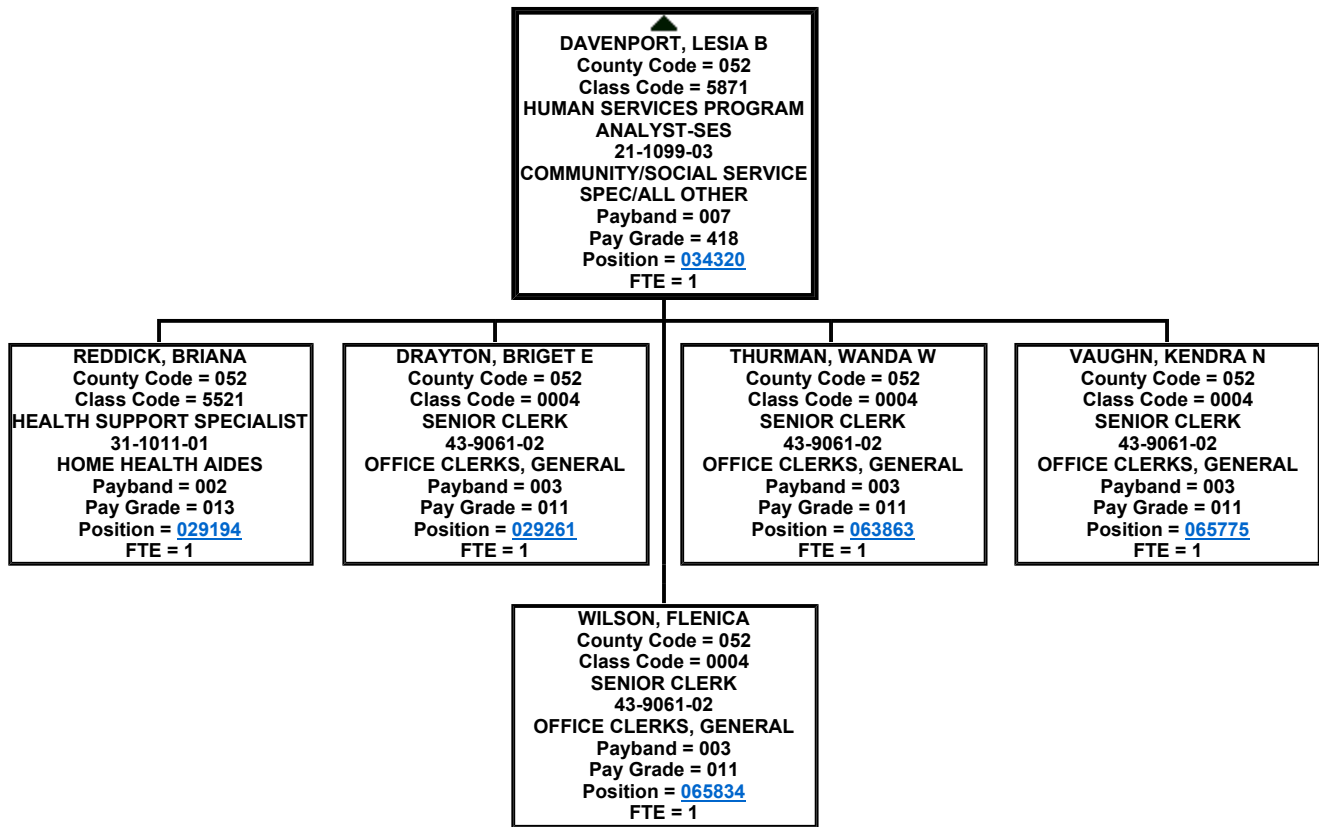 DAVENPORT, LESIA B
County Code = 052
Class Code = 5871
HUMAN SERVICES PROGRAM
ANALYST-SES
21-1099-03
COMMUNITY/SOCIAL SERVICE
SPEC/ALL OTHER
Payband = 007
Pay Grade = 418
Position = 034320
FTE = 1
REDDICK, BRIANA
County Code = 052
Class Code = 5521
HEALTH SUPPORT SPECIALIST
31-1011-01
HOME HEALTH AIDES
Payband = 002
Pay Grade = 013
Position = 029194
FTE = 1
DRAYTON, BRIGET E
County Code = 052
Class Code = 0004
SENIOR CLERK
43-9061-02
OFFICE CLERKS, GENERAL
Payband = 003
Pay Grade = 011
Position = 029261
FTE = 1
THURMAN, WANDA W
County Code = 052
Class Code = 0004
SENIOR CLERK
43-9061-02
OFFICE CLERKS, GENERAL
Payband = 003
Pay Grade = 011
Position = 063863
FTE = 1
VAUGHN, KENDRA N
County Code = 052
Class Code = 0004
SENIOR CLERK
43-9061-02
OFFICE CLERKS, GENERAL
Payband = 003
Pay Grade = 011
Position = 065775
FTE = 1
WILSON, FLENICA
County Code = 052
Class Code = 0004
SENIOR CLERK
43-9061-02
OFFICE CLERKS, GENERAL
Payband = 003
Pay Grade = 011
Position = 065834
FTE = 1